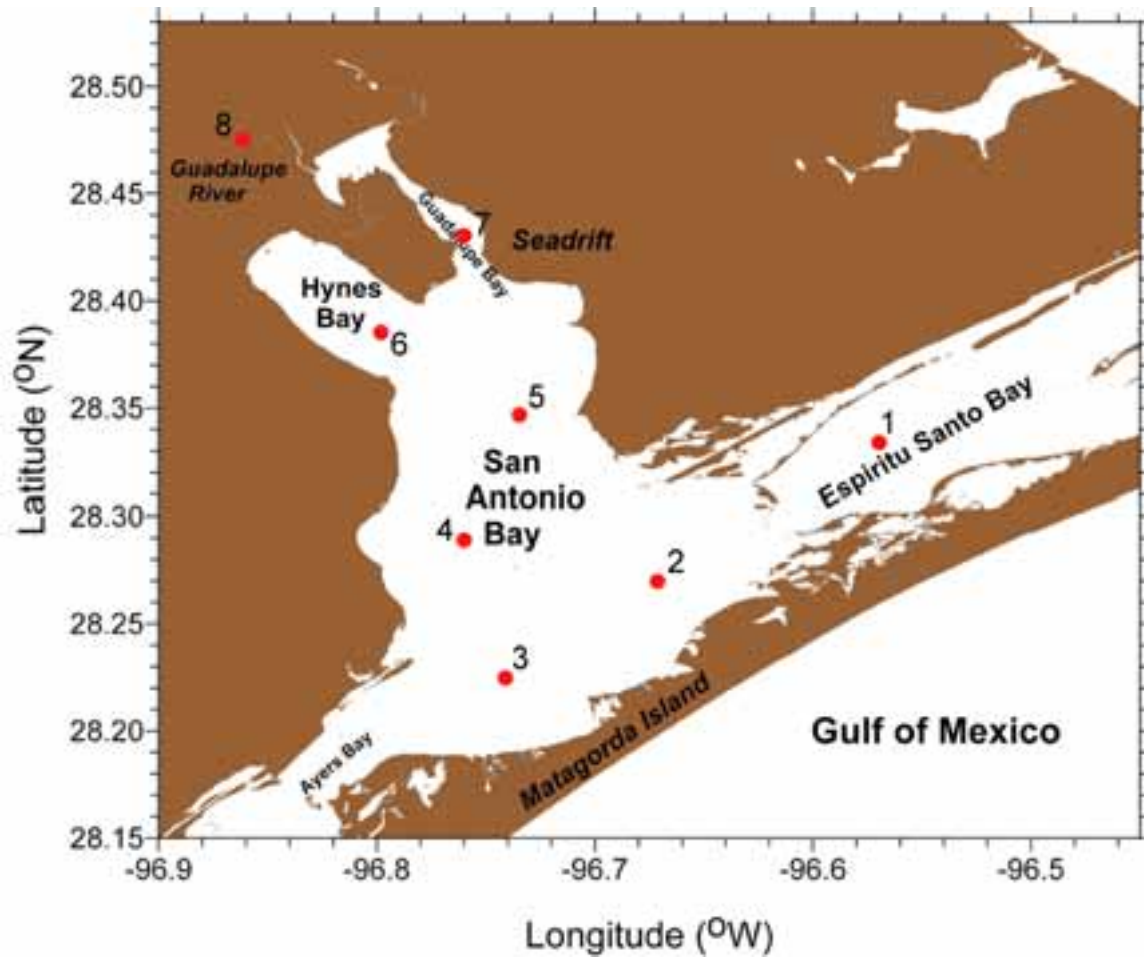 28.50
28.45
28.40
28.35
28.30
28.25
28.20
28.15
Latitude (ON)
8
Guadalupe
River
7
Guadalupe Bay
Seadrift
Hynes
Bay
6
5
San
Antonio
Bay
4
1
Espiritu Santo Bay
2
3
Ayers Bay
Matagorda Island
Gulf of Mexico
-96.9
-96.8
-96.7
-96.6
-96.5
Longitude (OW)